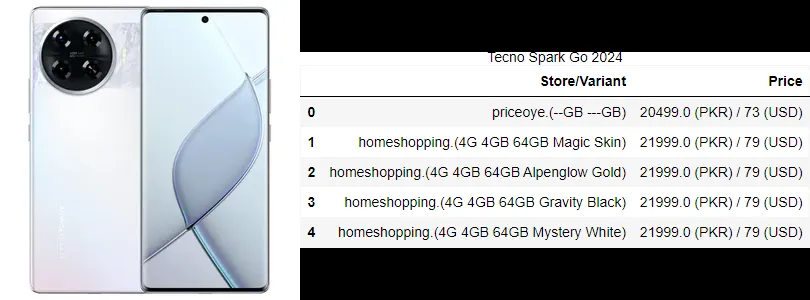 Tecno Spark Go 2024
Store/Variant Price
0 priceoye.(--GB ---GB) 20499.0 (PKR) / 73 (USD)
1 homeshopping.(4G 4GB 64GB Magic Skin) 21999.0 (PKR) / 79 (USD)
2 homeshopping.(4G 4GB 64GB Alpenglow Gold) 21999.0 (PKR) / 79 (USD)
3 homeshopping.(4G 4GB 64GB Gravity Black) 21999.0 (PKR) / 79 (USD)
4 homeshopping.(4G 4GB 64GB Mystery White) 21999.0 (PKR) / 79 (USD)